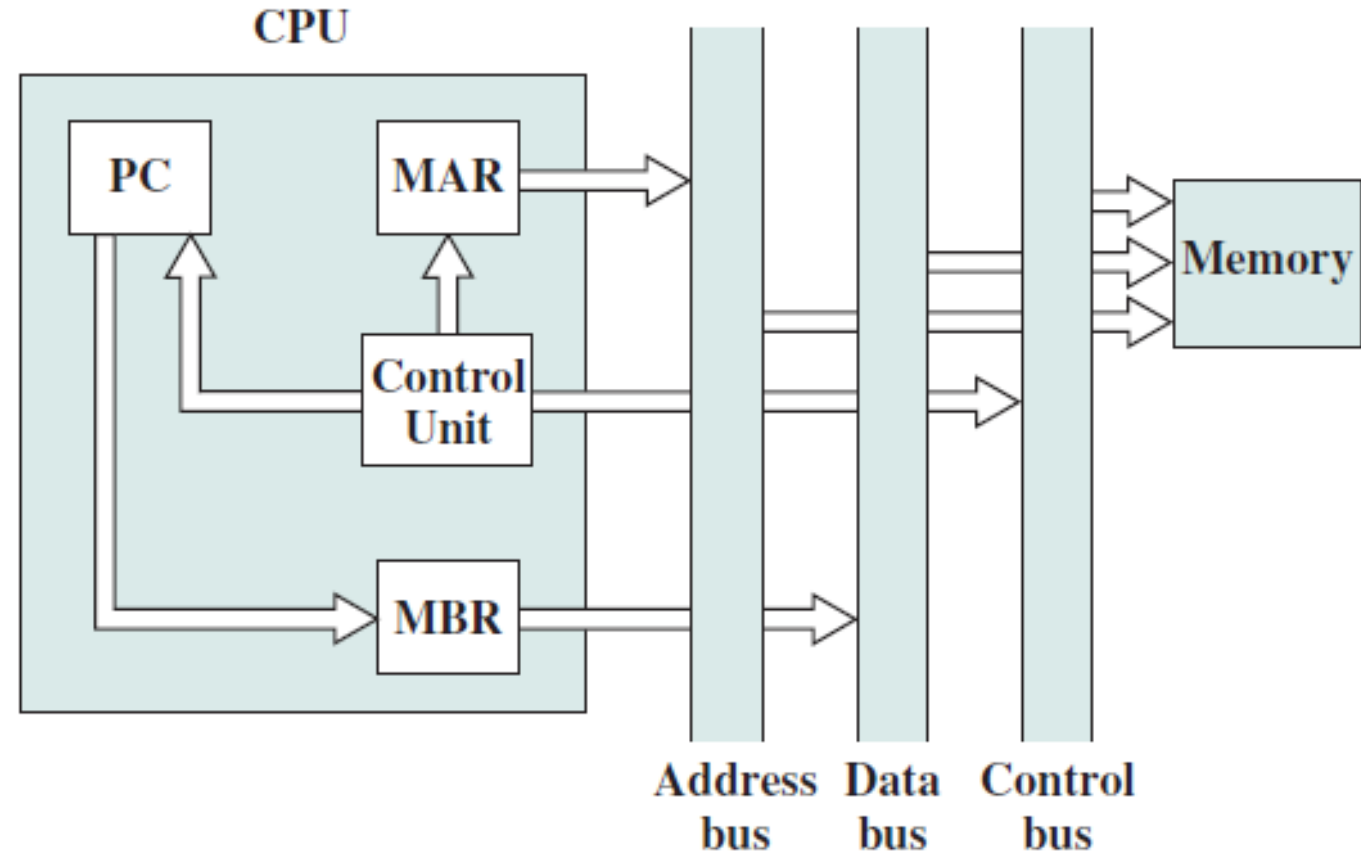 CPU
PC
MAR
Memory
Control
Unit
MBR
Address
bus
Data
bus
Control
bus